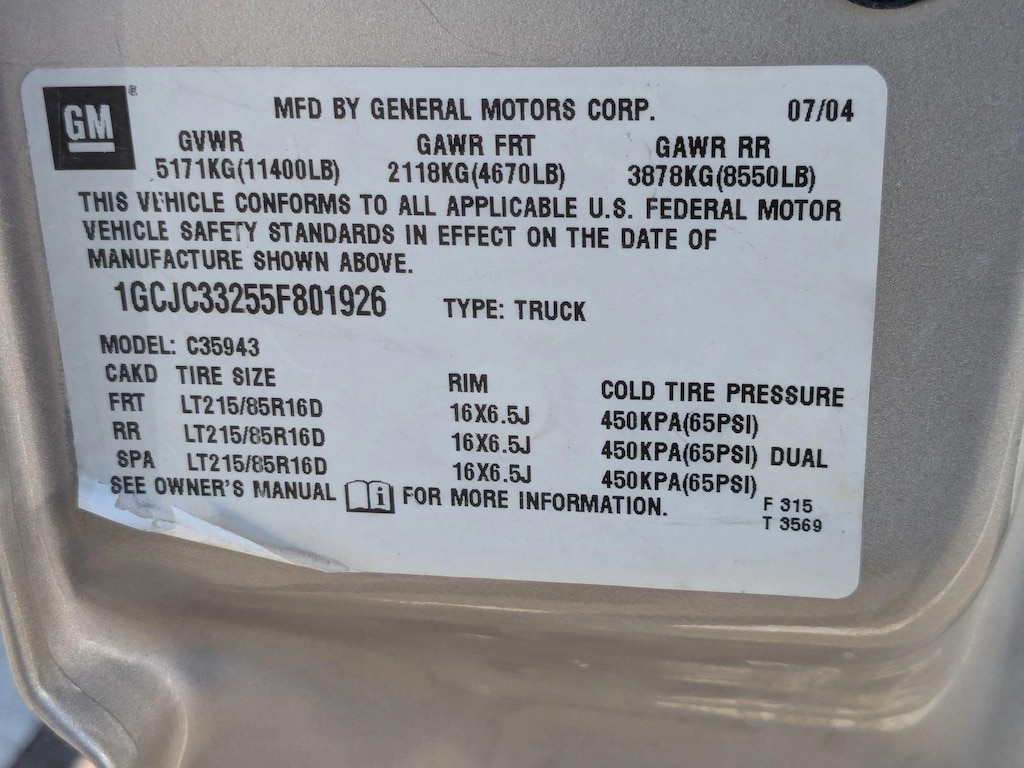 GM ®
MFD BY GENERAL MOTORS CORP. 07/04
GVWR GAWR FRT GAWR RR
5171KG(11400LB) 2118KG(4670LB) 3878KG(8550LB)
THIS VEHICLE CONFORMS TO ALL APPLICABLE U.S. FEDERAL MOTOR
VEHICLE SAFETY STANDARDS IN EFFECT ON THE DATE OF
MANUFACTURE SHOWN ABOVE.
1GCJC33255F801926 TYPE: TRUCK
MODEL: C35943
CAKD TIRE SIZE RIM COLD TIRE PRESSURE
FRT LT215/85R16D 16X6.5J 450KPA(65PSI)
RR LT215/85R16D 16X6.5J 450KPA(65PSI) DUAL
SPA LT215/85R16D 16X6.5J 450KPA(65PSI)
SEE OWNER'S MANUAL i FOR MORE INFORMATION.
F 315
T 3569